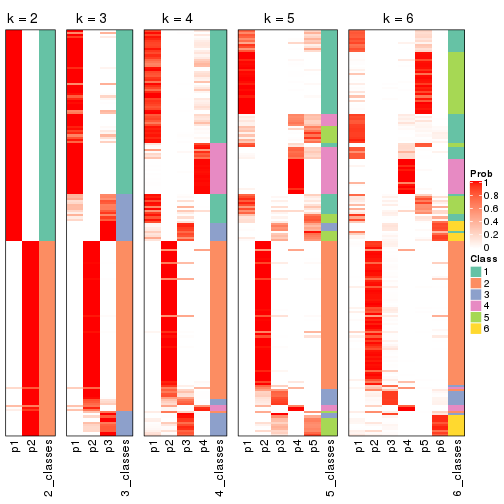 k = 2
k = 3
k = 4
k = 5
k = 6
Prob
1
0.8
0.6
0.4
0.2
0
Class
1
2
3
4
5
6
p1
p2
2_classes
p1
p2
p3
3_classes
p1
p2
p3
p4
4_classes
p1
p2
p3
p4
p5
5_classes
p1
p2
p3
p4
p5
p6
6_classes